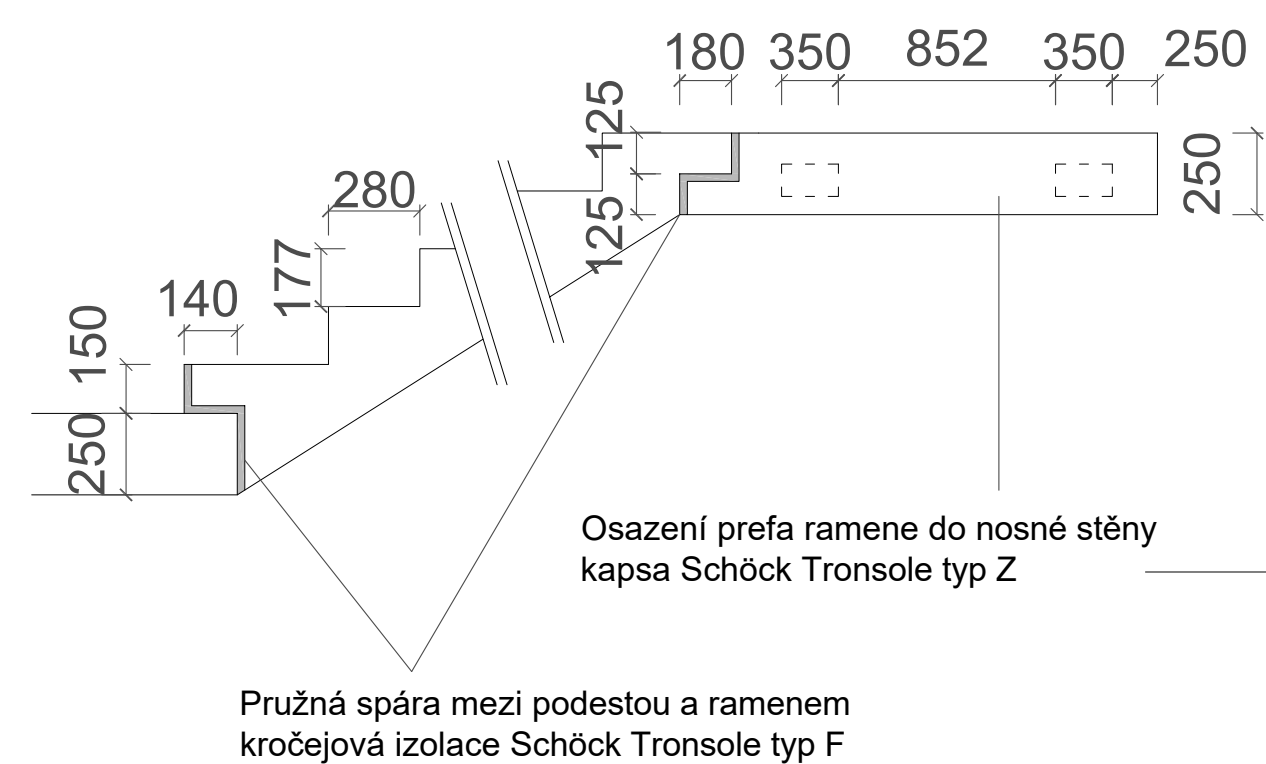 180 350 852 350 250
125
125
250
280
177
140
150
250
Osazení prefa ramene do nosné stěny
kapsa Schöck Tronsole typ Z
Pružná spára mezi podestou a ramenem
kročejová izolace Schöck Tronsole typ F